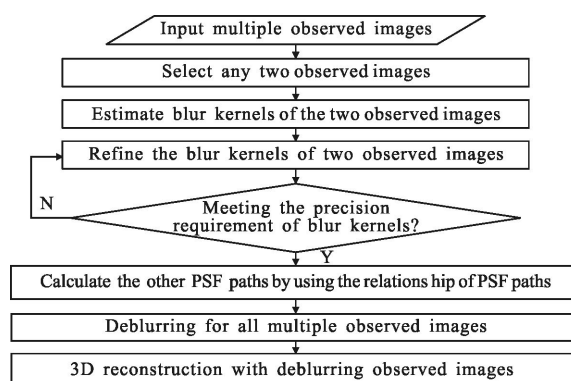 Input multiple observed images
Select any two observed images
Estimate blur kernels of the two observed images
Refine the blur kernels of two observed images
N
Meeting the precision
requirement of blur kernels?
Y
Calculate the other PSF paths by using the relations hip of PSF paths
Deblurring for all multiple observed images
3D reconstruction with deblurring observed images